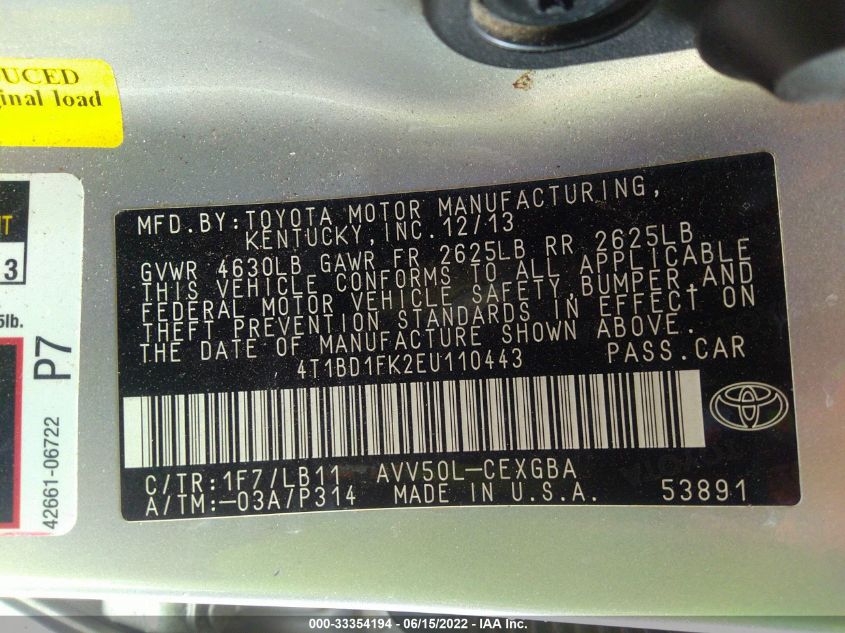 UCED
inal load
NT
3
5lb.
P7
42661-06722
MFD.BY:TOYOTA MOTOR MANUFACTURING,
KENTUCKY,INC.12/13
GVWR 4630LB GAWR FR 2625LB RR 2625LB
THIS VEHICLE CONFORMS TO ALL APPLICABLE
FEDERAL MOTOR VEHICLE SAFETY,BUMPER,AND
THEFT PREVENTION STANDARDS IN EFFECT ON
THE DATE OF MANUFACTURE SHOWN ABOVE.
4T1BD1FK2EU110443 PASS.CAR
C/TR:1F7/LB11 AVV50L-CEXGBA
A/TM:-03A/P314 MADE IN U.S.A. 53891
000-33354194 - 06/15/2022 - IAA Inc.